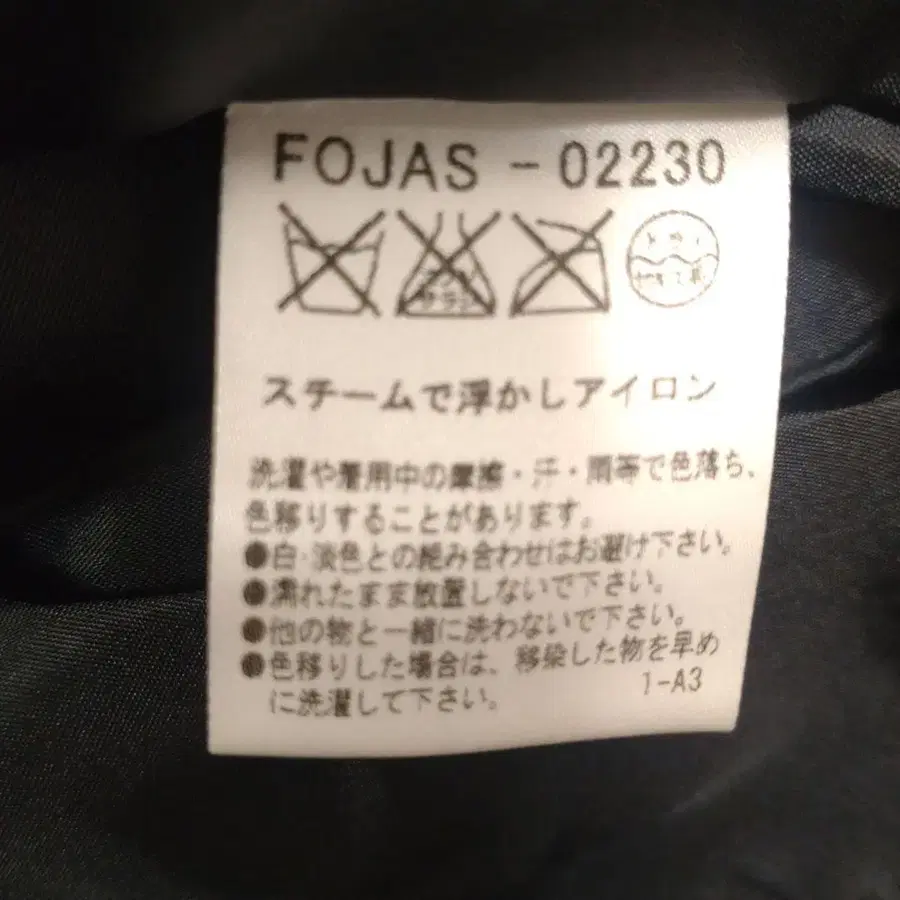 FOJAS - 02230
スチームで浮かしアイロン
洗濯や着用中の摩擦・汗・雨等で色落ち、
色移りすることがあります。
●白・淡色との組み合わせはお避け下さい。
●濡れたまま放置しないで下さい。
●他の物と一緒に洗わないで下さい。
●色移りした場合は、移染した物を早め
に洗濯して下さい。
1-A3